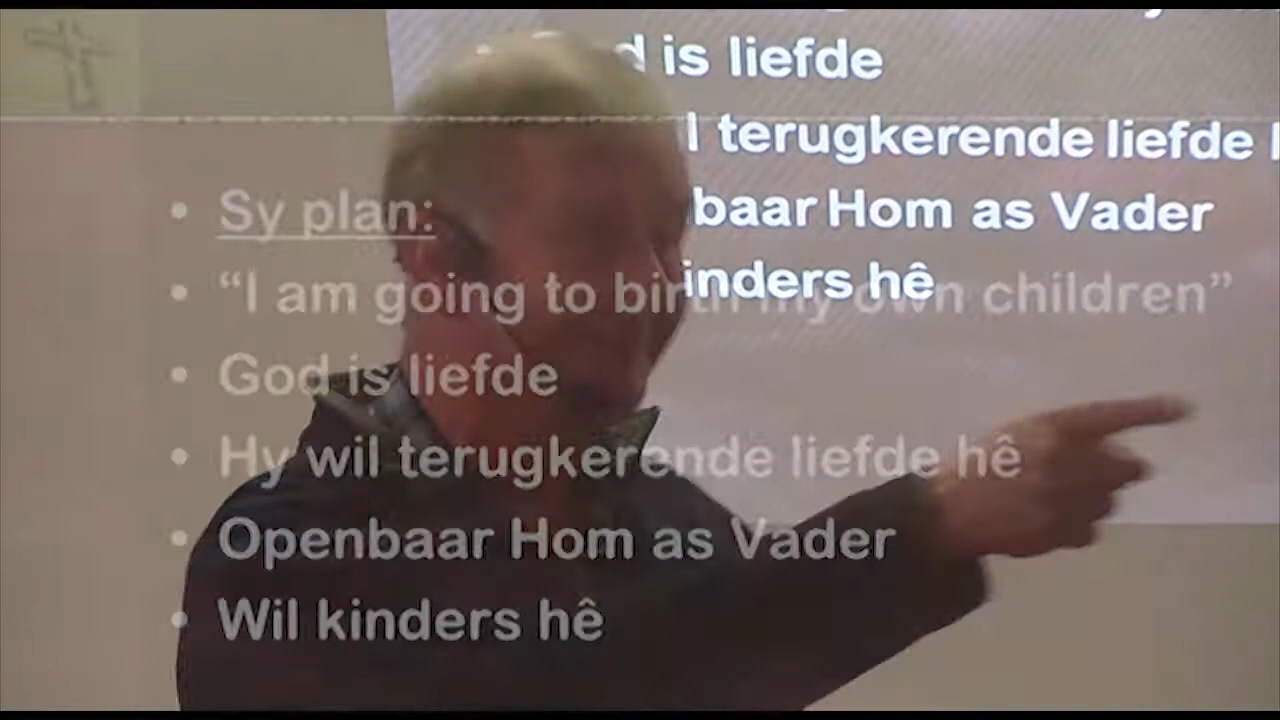 d is liefde
l terugkerende liefde
baar Hom as Vader
inders hê
• Sy plan:
• “I am going to birth my own children”
• God is liefde
• Hy wil terugkerende liefde hê
• Openbaar Hom as Vader
• Wil kinders hê